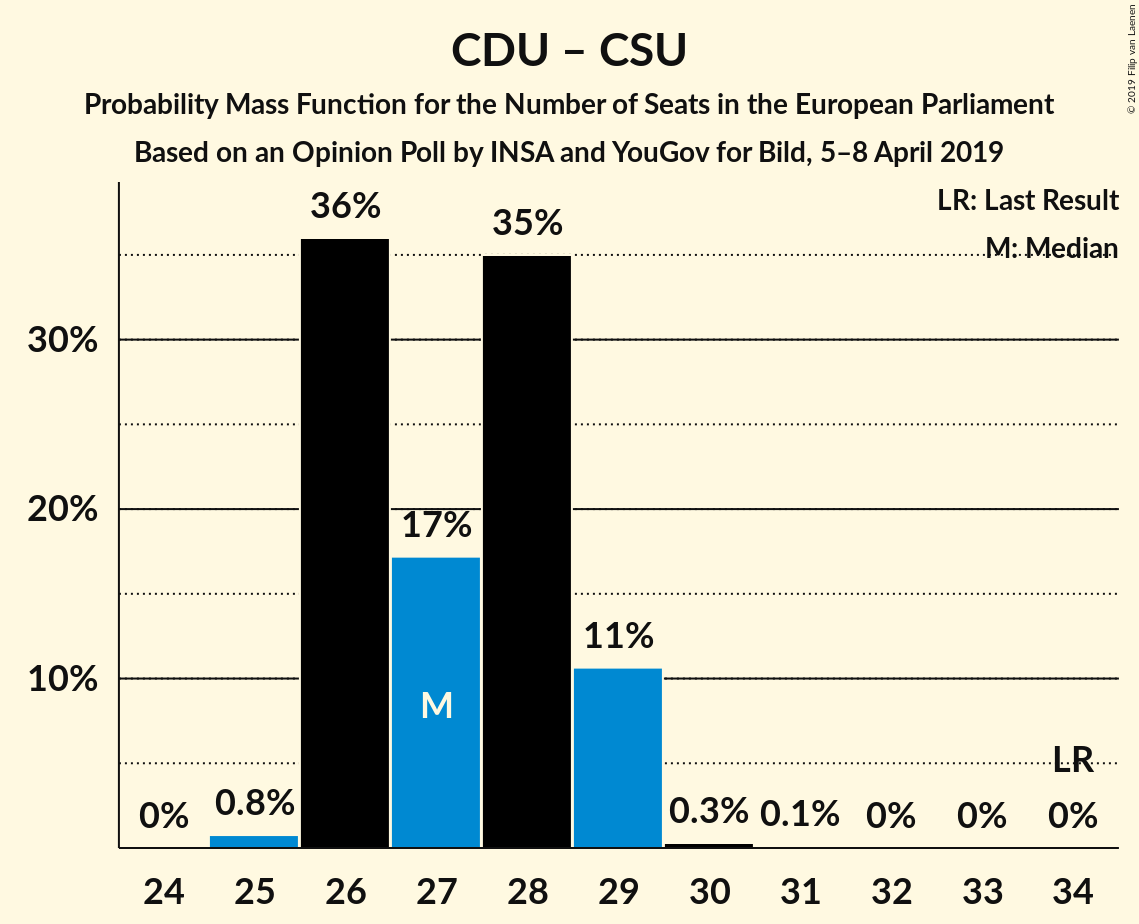 CDU – CSU
Probability Mass Function for the Number of Seats in the European Parliament
Based on an Opinion Poll by INSA and YouGov for Bild, 5–8 April 2019
© 2019 Filip van Laenen
LR: Last Result
M: Median
36%
35%
30%
20%
17%
11%
10%
M
LR
0%
0.8%
0.3%
0.1%
0%
0%
0%
24 25 26 27 28 29 30 31 32 33 34